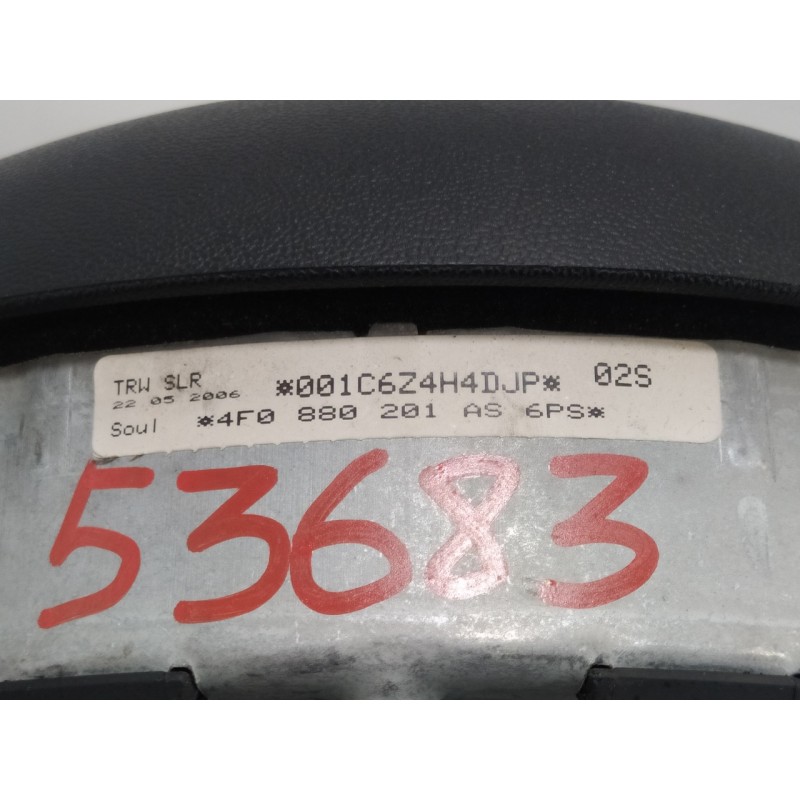 TRW SLR *001C6Z4H4DJP* 02S
22 05 2006
Soul *4F0 880 201 AS 6PS*
53683